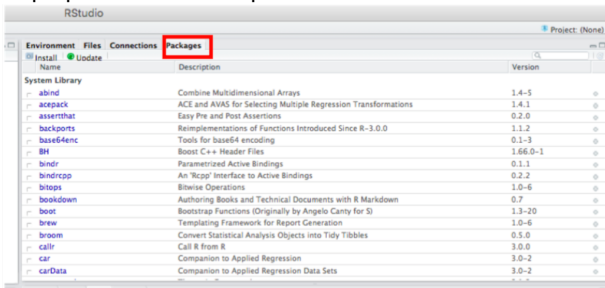 RStudio
Project: (None)
Environment Files Connections Packages
Install Update
Name Description Version
System Library
abind Combine Multidimensional Arrays 1.4-5
acepack ACE and AVAS for Selecting Multiple Regression Transformations 1.4.1
assertthat Easy Pre and Post Assertions 0.2.0
backports Reimplementations of Functions Introduced Since R-3.0.0 1.1.2
base64enc Tools for base64 encoding 0.1-3
BH Boost C++ Header Files 1.66.0-1
bindr Parametrized Active Bindings 0.1.1
bindrcpp An 'Rcpp' Interface to Active Bindings 0.2.2
bitops Bitwise Operations 1.0-6
bookdown Authoring Books and Technical Documents with R Markdown 0.7
boot Bootstrap Functions (Originally by Angelo Canty for S) 1.3-20
brew Templating Framework for Report Generation 1.0-6
broom Convert Statistical Analysis Objects into Tidy Tibbles 0.5.0
callr Call R from R 3.0.0
car Companion to Applied Regression 3.0-2
carData Companion to Applied Regression Data Sets 3.0-2